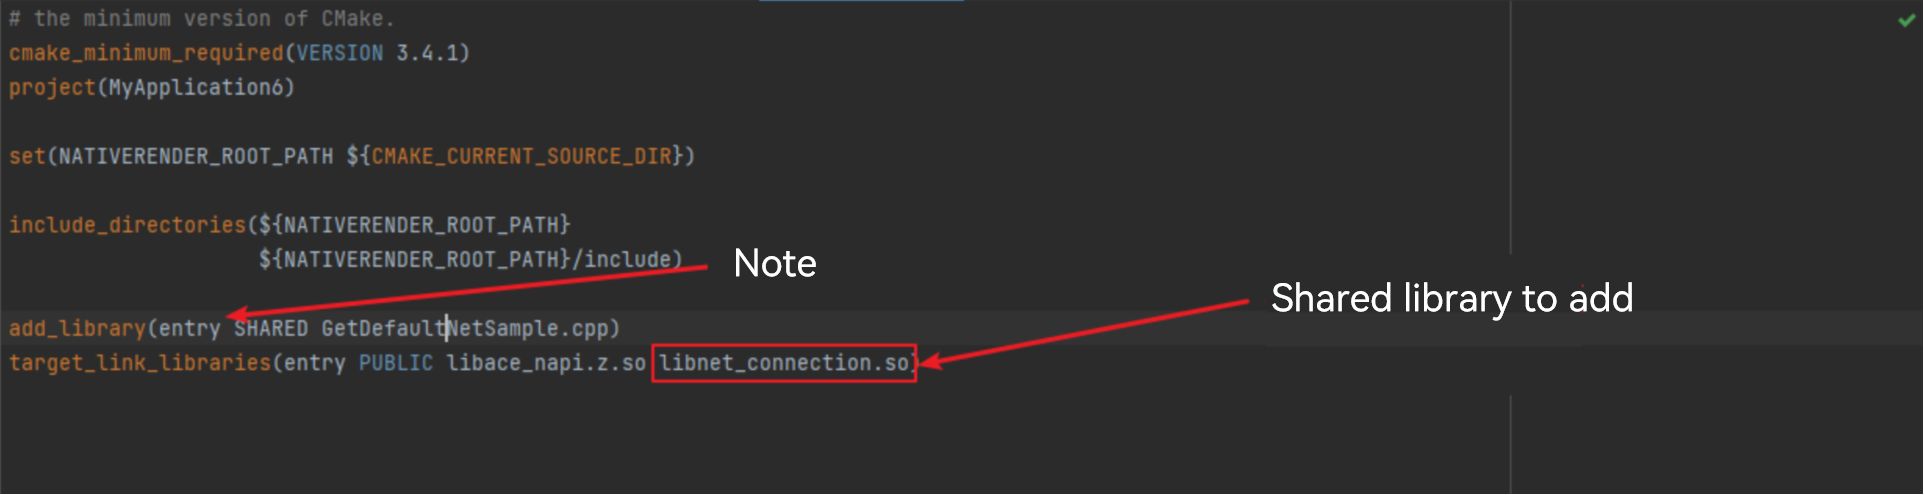 # the minimum version of CMake.
cmake_minimum_required(VERSION 3.4.1)
project(MyApplication6)
set(NATIVERENDER_ROOT_PATH ${CMAKE_CURRENT_SOURCE_DIR})
include_directories(${NATIVERENDER_ROOT_PATH}
${NATIVERENDER_ROOT_PATH}/include)
Note
Shared library to add
add_library(entry SHARED GetDefaultNetSample.cpp)
target_link_libraries(entry PUBLIC libace_napi.z.so libnet_connection.so)